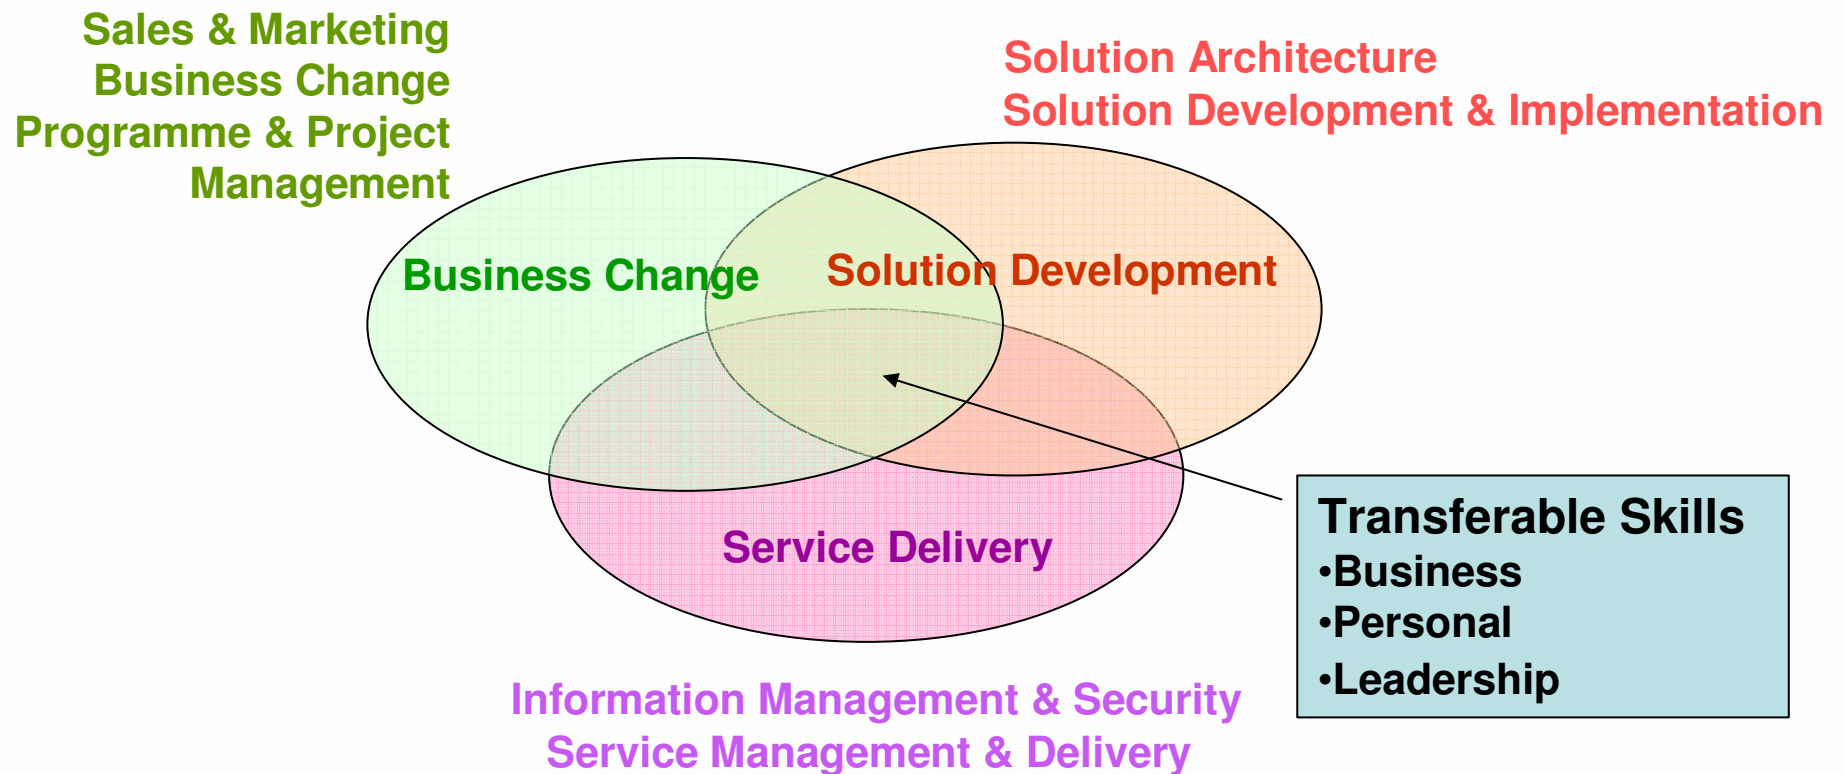 Sales & Marketing
Business Change
Programme & Project
Management
Solution Architecture
Solution Development & Implementation
Business Change
Solution Development
Service Delivery
Transferable Skills
•Business
•Personal
•Leadership
Information Management & Security
Service Management & Delivery